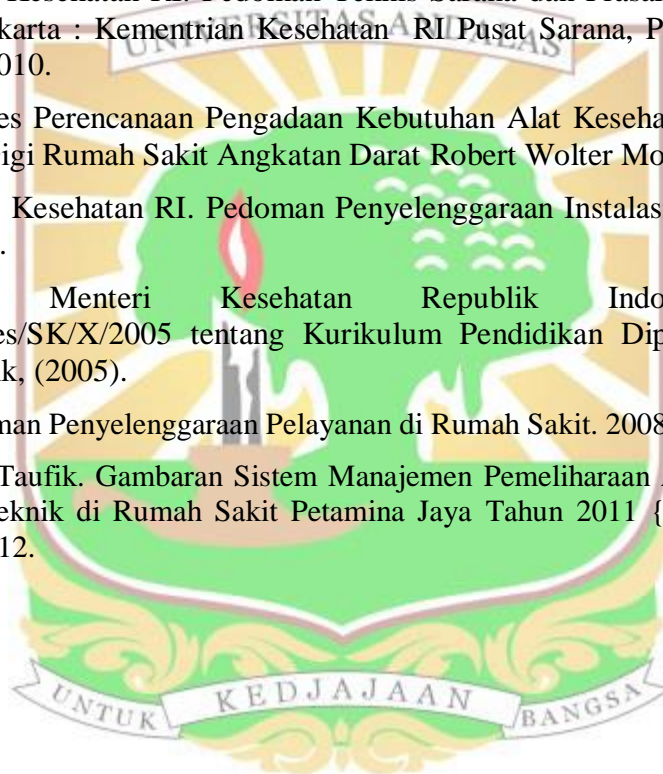 Kesehatan RI. Pedoman Teknis Sarana dan Prasar
karta : Kementrian Kesehatan RI Pusat Sarana, P
UNIVERSITAS ANDALAS
010.
es Perencanaan Pengadaan Kebutuhan Alat Keseha
igi Rumah Sakit Angkatan Darat Robert Wolter Mo
Kesehatan RI. Pedoman Penyelenggaraan Instalas
.
Menteri Kesehatan Republik Indo
es/SK/X/2005 tentang Kurikulum Pendidikan Dip
k, (2005).
man Penyelenggaraan Pelayanan di Rumah Sakit. 2008
Taufik. Gambaran Sistem Manajemen Pemeliharaan
eknik di Rumah Sakit Petamina Jaya Tahun 2011 {
12.
UNTUK KEDJAJAAN BANGSA